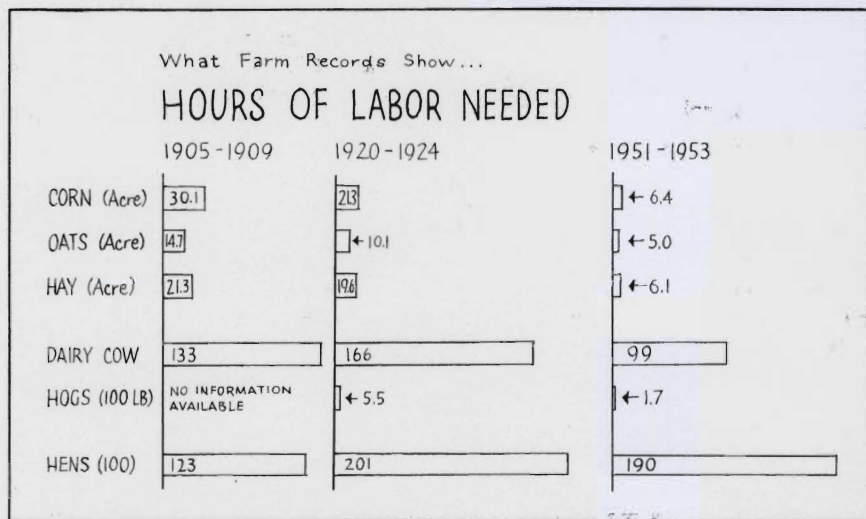 What Farm Records Show...
HOURS OF LABOR NEEDED
1905-1909 1920-1924 1951-1953
CORN (Acre) 30.1 21.3 ←6.4
OATS (Acre) 14.7 ←10.1 ←5.0
HAY (Acre) 21.3 19.6 ←6.1
DAIRY COW 133 166 99
HOGS (100 LB) NO INFORMATION AVAILABLE ←5.5 ←1.7
HENS (100) 123 201 190